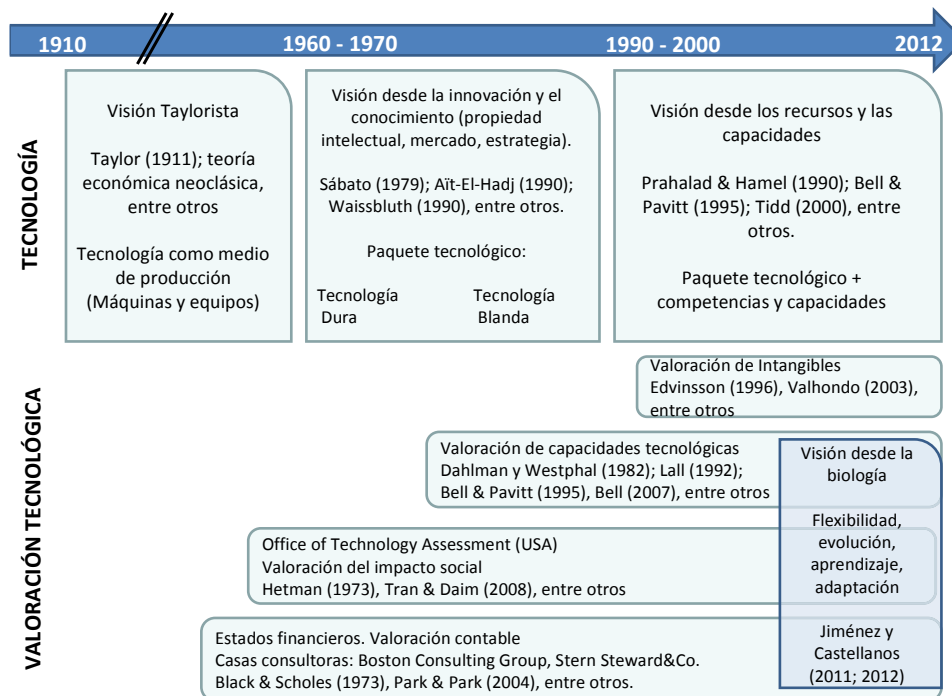 1910
1960 - 1970
1990 - 2000
2012
TECNOLOGÍA
Visión Taylorista
Taylor (1911); teoría
económica neoclásica,
entre otros
Tecnología como medio
de producción
(Máquinas y equipos)
Visión desde la innovación y el
conocimiento (propiedad
intelectual, mercado, estrategia).
Sábato (1979); Aït-El-Hadj (1990);
Waissbluth (1990), entre otros.
Paquete tecnológico:
Tecnología
Dura
Tecnología
Blanda
Visión desde los recursos y las
capacidades
Prahalad & Hamel (1990); Bell &
Pavitt (1995); Tidd (2000), entre
otros.
Paquete tecnológico +
competencias y capacidades
VALORACIÓN TECNOLÓGICA
Valoración de Intangibles
Edvinsson (1996), Valhondo (2003),
entre otros
Valoración de capacidades tecnológicas
Dahlman y Westphal (1982); Lall (1992);
Bell & Pavitt (1995), Bell (2007), entre otros
Office of Technology Assessment (USA)
Valoración del impacto social
Hetman (1973), Tran & Daim (2008), entre otros
Estados financieros. Valoración contable
Casas consultoras: Boston Consulting Group, Stern Steward&Co.
Black & Scholes (1973), Park & Park (2004), entre otros.
Visión desde la
biología
Flexibilidad,
evolución,
aprendizaje,
adaptación
Jiménez y
Castellanos
(2011; 2012)